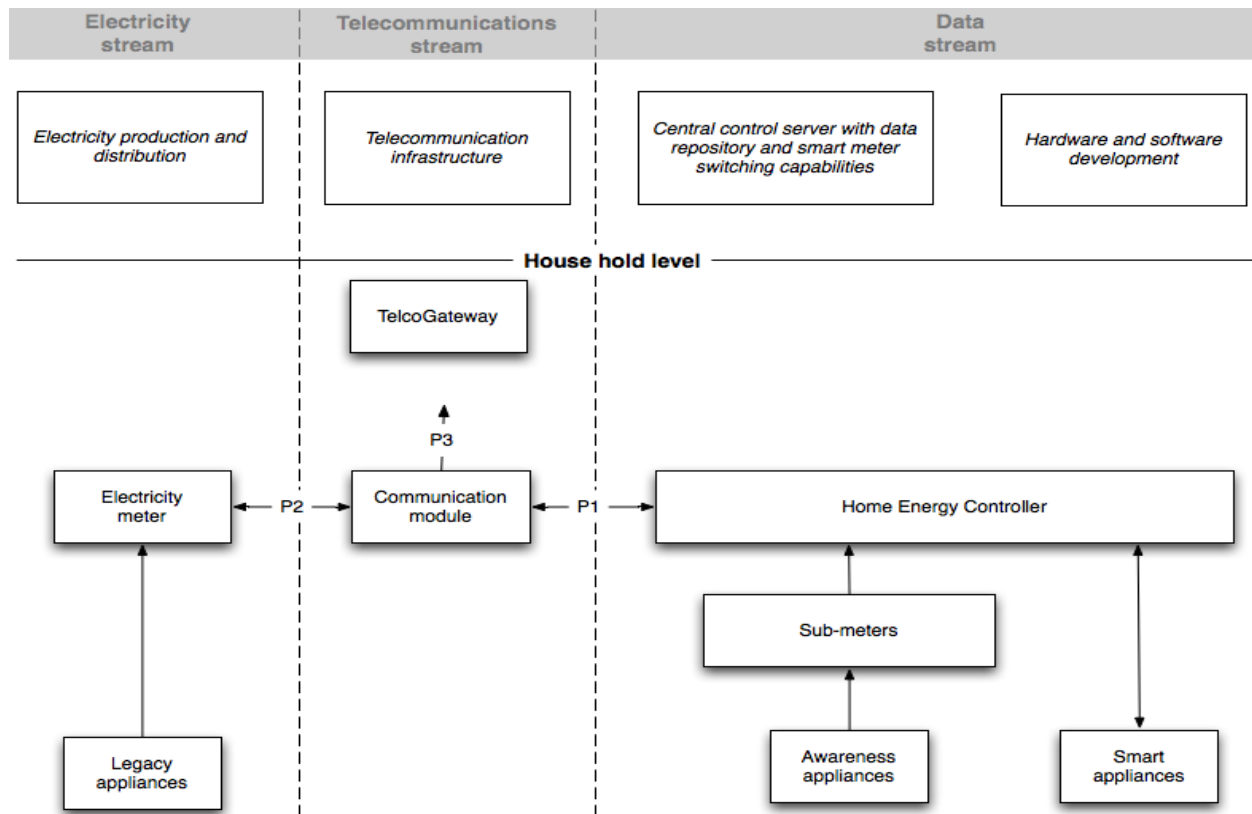 Electricity
stream
Telecommunications
stream
Data
stream
Electricity production and
distribution
Telecommunication
infrastructure
Central control server with data
repository and smart meter
switching capabilities
Hardware and software
development
House hold level
TelcoGateway
P3
Electricity
meter
P2
Communication
module
P1
Home Energy Controller
Sub-meters
Legacy
appliances
Awareness
appliances
Smart
appliances